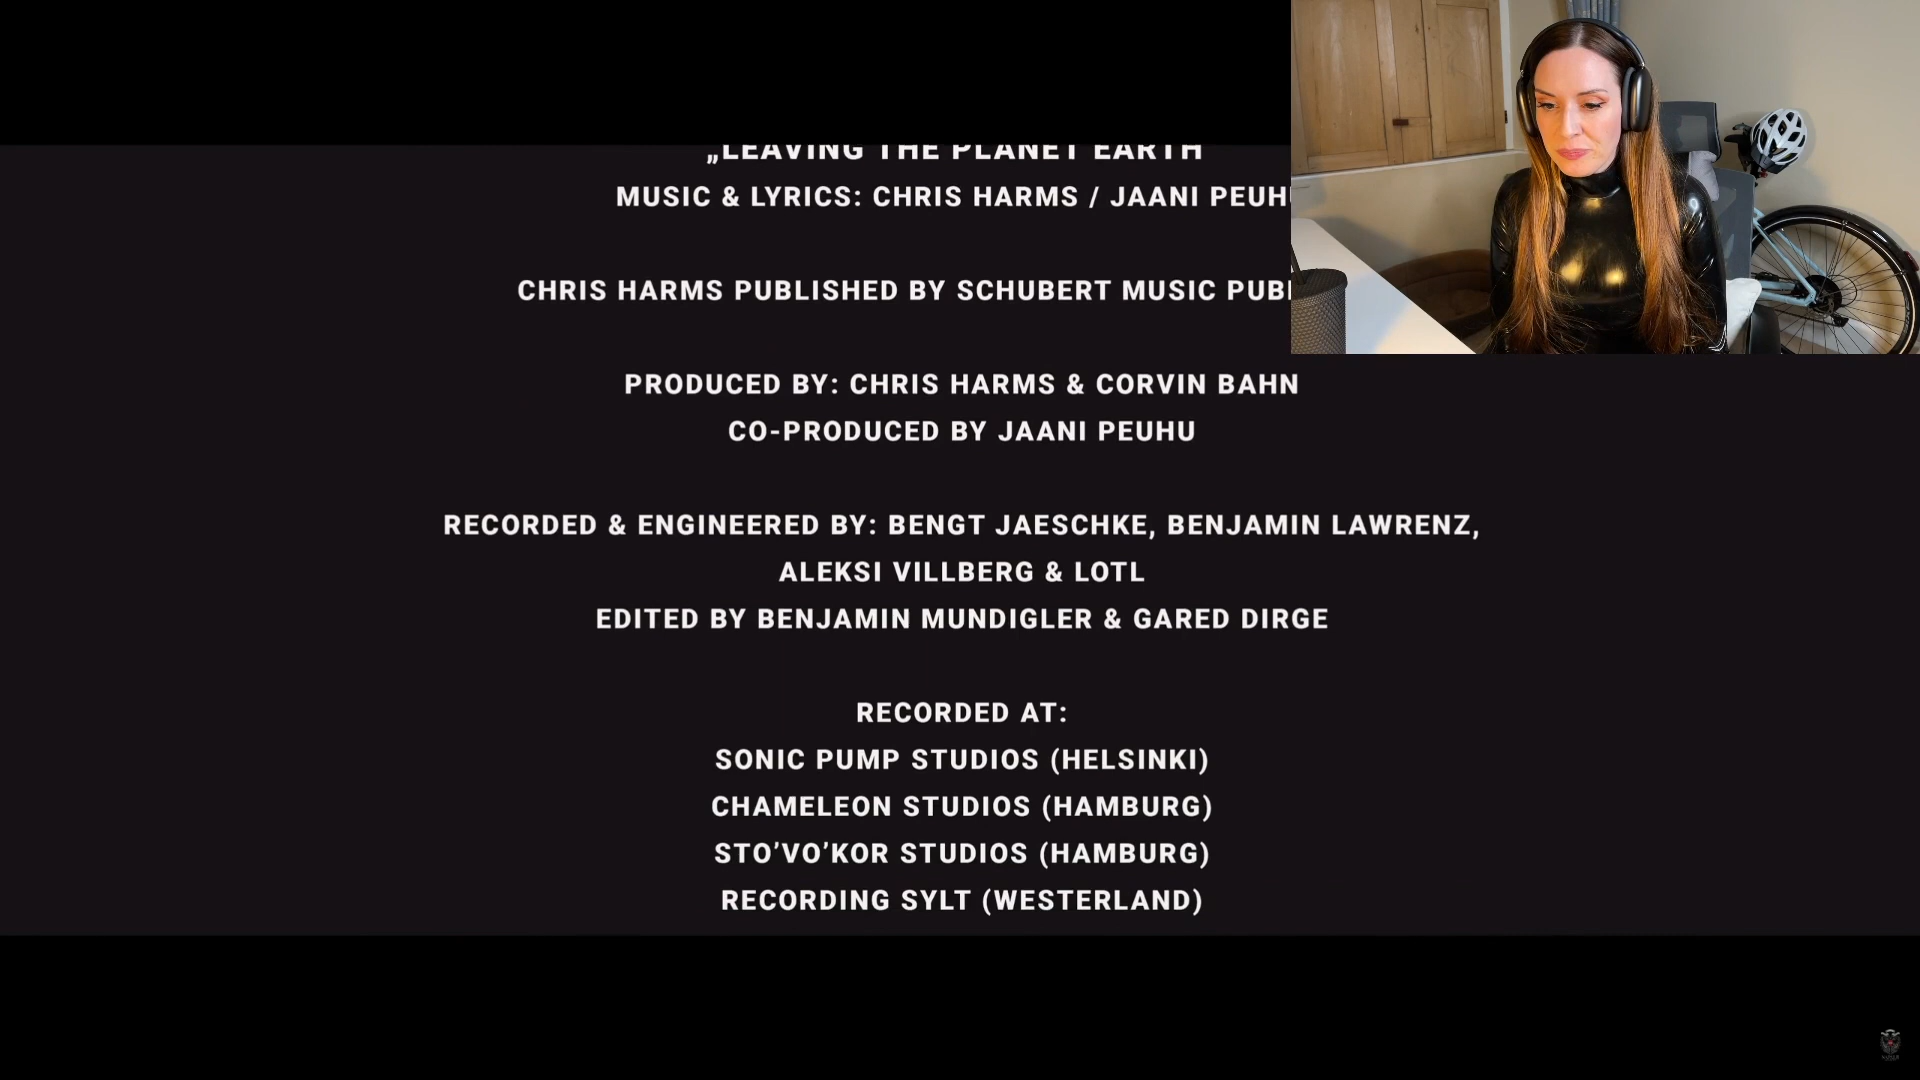 „LEAVING THE PLANET EARTH
MUSIC & LYRICS: CHRIS HARMS / JAANI PEUH
CHRIS HARMS PUBLISHED BY SCHUBERT MUSIC PUB
PRODUCED BY: CHRIS HARMS & CORVIN BAHN
CO-PRODUCED BY JAANI PEUHU
RECORDED & ENGINEERED BY: BENGT JAESCHKE, BENJAMIN LAWRENZ,
ALEKSI VILLBERG & LOTL
EDITED BY BENJAMIN MUNDIGLER & GARED DIRGE
RECORDED AT:
SONIC PUMP STUDIOS (HELSINKI)
CHAMELEON STUDIOS (HAMBURG)
STO’VO’KOR STUDIOS (HAMBURG)
RECORDING SYLT (WESTERLAND)